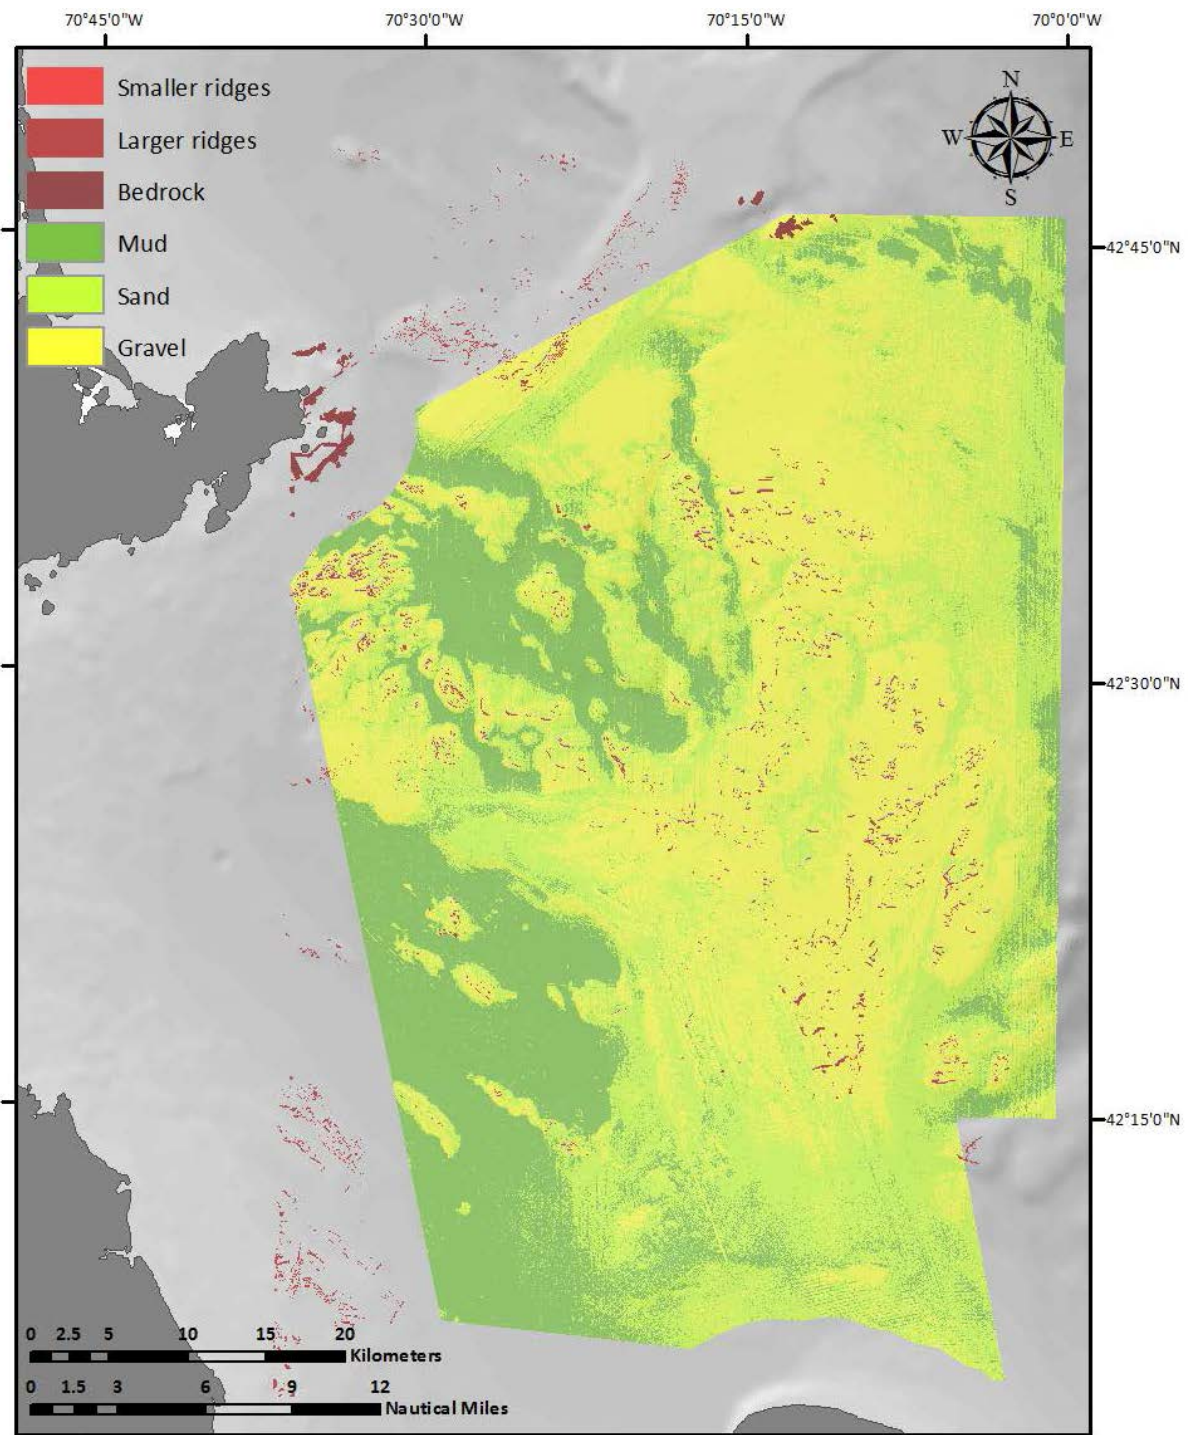 70°45'0"W 70°30'0"W 70°15'0"W 70°0'0"W
Smaller ridges
Larger ridges
Bedrock
Mud
Sand
Gravel
N
W E
S
42°45'0"N
42°30'0"N
42°15'0"N
0 2.5 5 10 15 20
Kilometers
0 1.5 3 6 9 12
Nautical Miles